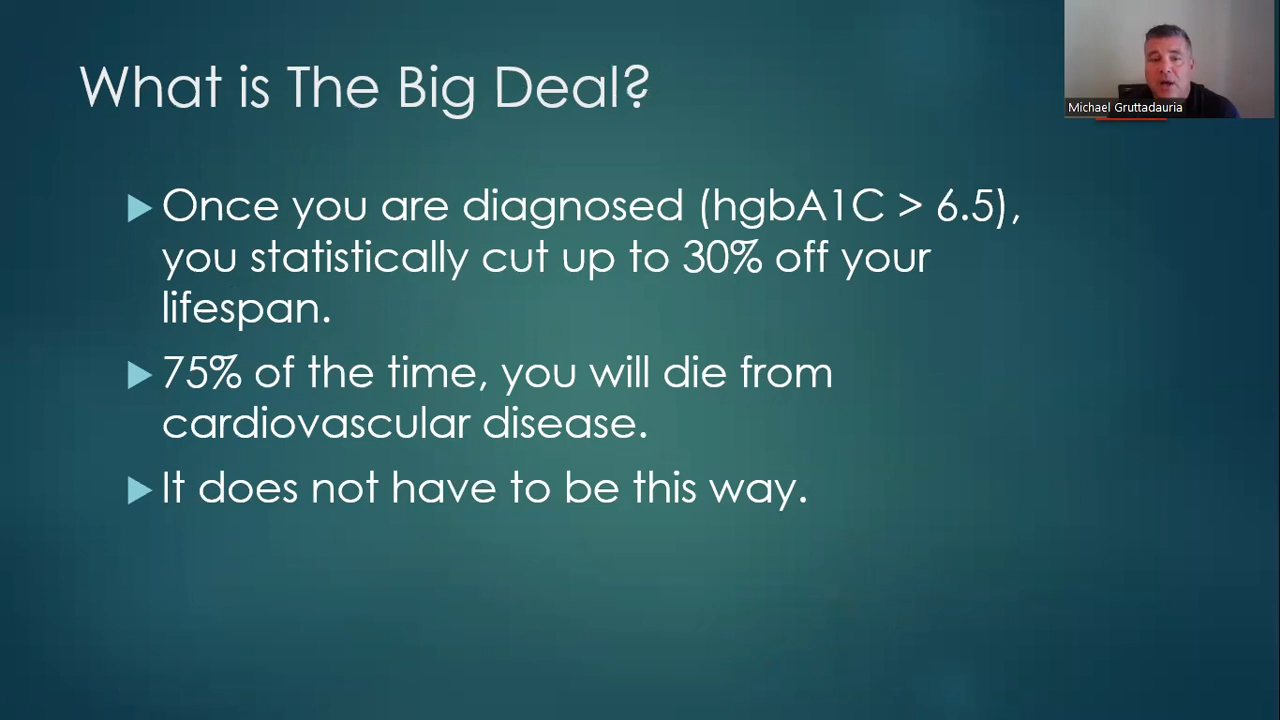 What is The Big Deal?
Michael Gruttadauria
Once you are diagnosed (hgbA1C > 6.5),
you statistically cut up to 30% off your
lifespan.
75% of the time, you will die from
cardiovascular disease.
It does not have to be this way.